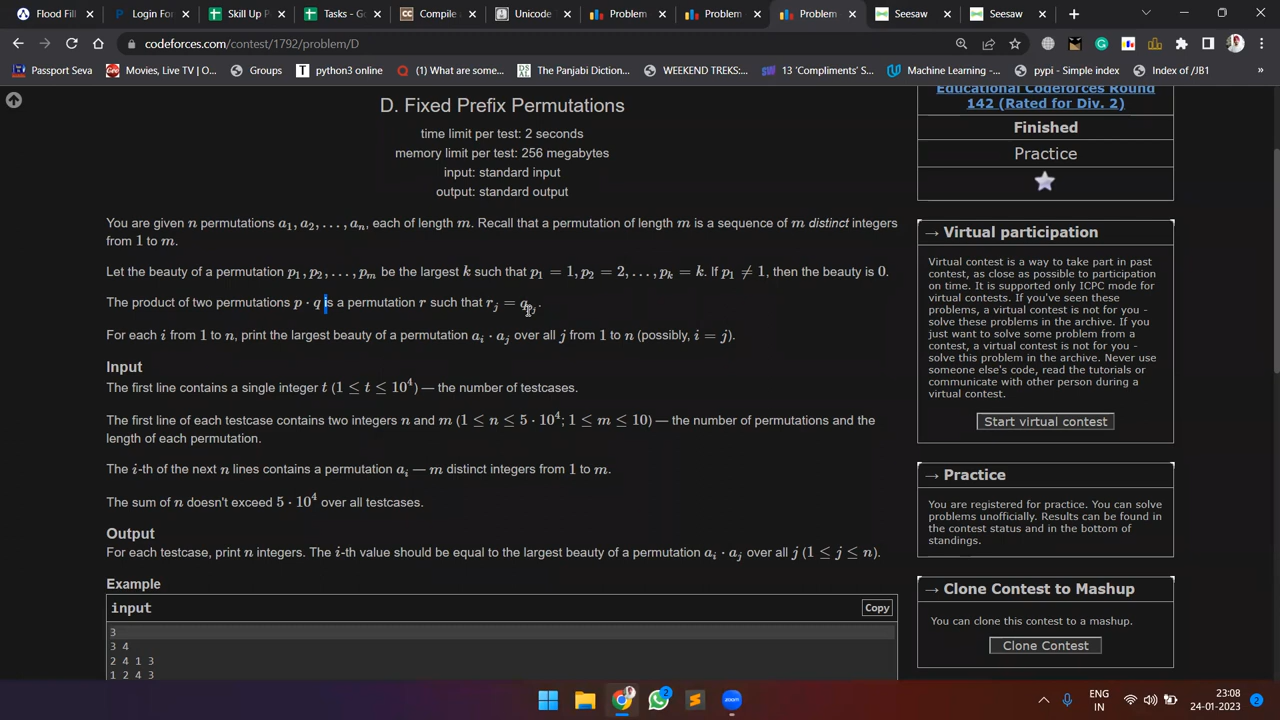 Flood Fill
Login For
Skill Up P
Tasks - Go
Compile
Unicode
Problem
Problem
Problem
Seesaw
Seesaw
codeforces.com/contest/1792/problem/D
Passport Seva
Movies, Live TV | O...
Groups
python3 online
(1) What are some...
The Panjabi Diction...
WEEKEND TREKS:...
13 'Compliments' S...
Machine Learning -...
pypi - Simple index
Index of /JB1
»
D. Fixed Prefix Permutations
time limit per test: 2 seconds
memory limit per test: 256 megabytes
input: standard input
output: standard output
You are given n permutations a₁, a₂, …, aₙ, each of length m. Recall that a permutation of length m is a sequence of m distinct integers
from 1 to m.
Let the beauty of a permutation p₁, p₂, …, pₘ be the largest k such that p₁ = 1, p₂ = 2, …, pₖ = k. If p₁ ≠ 1, then the beauty is 0.
The product of two permutations p · q is a permutation r such that rⱼ = q_{pⱼ}.
For each i from 1 to n, print the largest beauty of a permutation aᵢ · aⱼ over all j from 1 to n (possibly, i = j).
Input
The first line contains a single integer t (1 ≤ t ≤ 10⁴) — the number of testcases.
The first line of each testcase contains two integers n and m (1 ≤ n ≤ 5 · 10⁴; 1 ≤ m ≤ 10) — the number of permutations and the
length of each permutation.
The i-th of the next n lines contains a permutation aᵢ — m distinct integers from 1 to m.
The sum of n doesn't exceed 5 · 10⁴ over all testcases.
Output
For each testcase, print n integers. The i-th value should be equal to the largest beauty of a permutation aᵢ · aⱼ over all j (1 ≤ j ≤ n).
Example
input
Copy
3
3 4
2 4 1 3
1 2 4 3
Educational Codeforces Round
142 (Rated for Div. 2)
Finished
Practice
→ Virtual participation
Virtual contest is a way to take part in past
contest, as close as possible to participation
on time. It is supported only ICPC mode for
virtual contests. If you've seen these
problems, a virtual contest is not for you -
solve these problems in the archive. If you
just want to solve some problem from a
contest, a virtual contest is not for you -
solve this problem in the archive. Never use
someone else's code, read the tutorials or
communicate with other person during a
virtual contest.
Start virtual contest
→ Practice
You are registered for practice. You can solve
problems unofficially. Results can be found in
the contest status and in the bottom of
standings.
→ Clone Contest to Mashup
You can clone this contest to a mashup.
Clone Contest
zoom
2
ENG
IN
23:08
24-01-2023
2